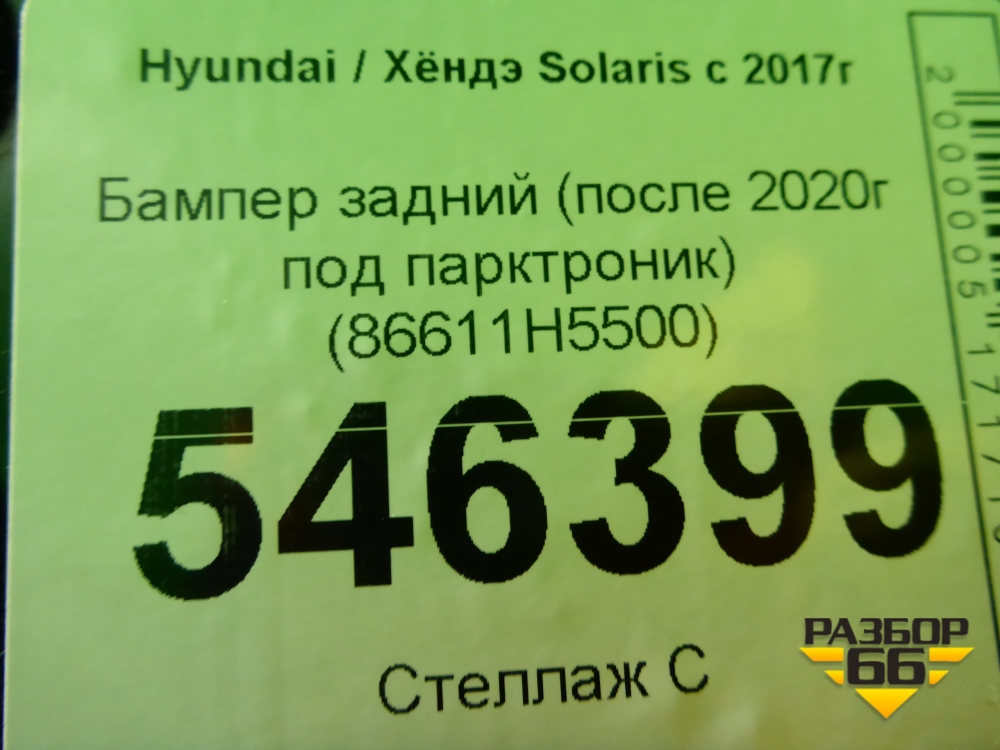 Hyundai / Хёндэ Solaris с 2017г
Бампер задний (после 2020г
под парктроник)
(86611H5500)
546399
Стеллаж С
РАЗБОР
66